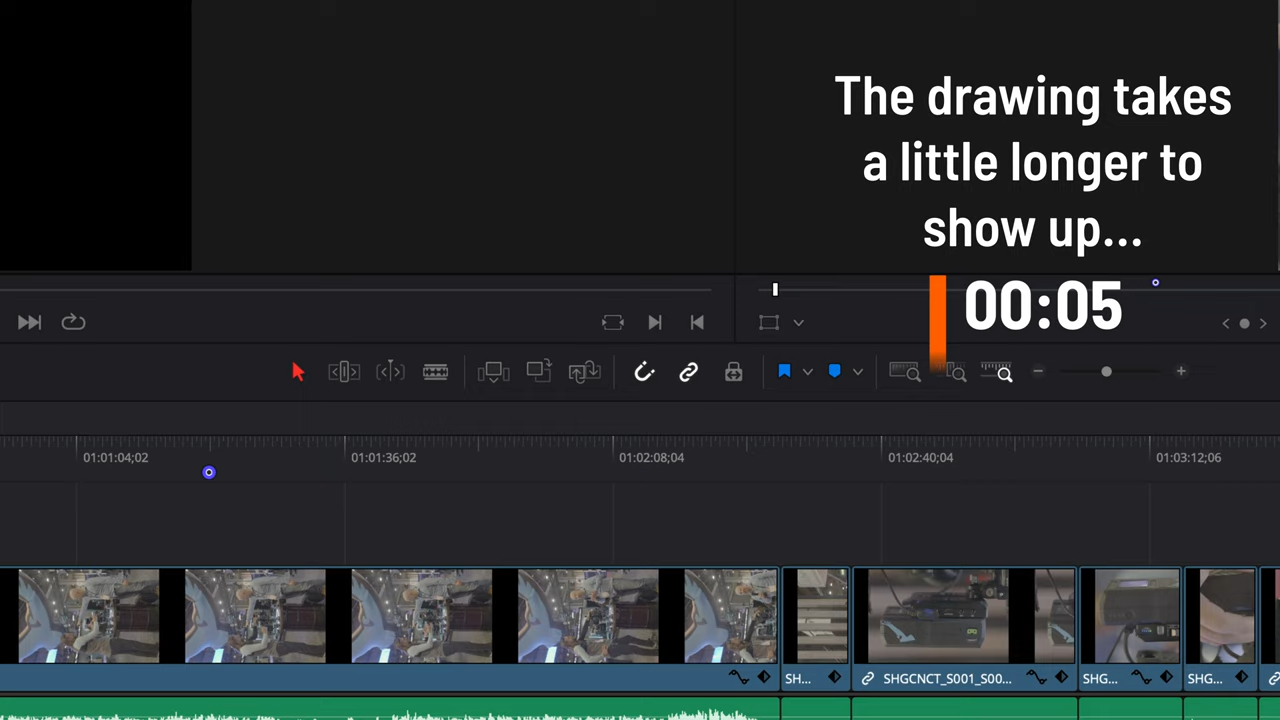 The drawing takes
a little longer to
show up...
00:05
01:01:04;02
01:01:36;02
01:02:08;04
01:02:40;04
01:03:12;06
SH...
SHGCNCT_S001_S00...
SHG...
SHG...